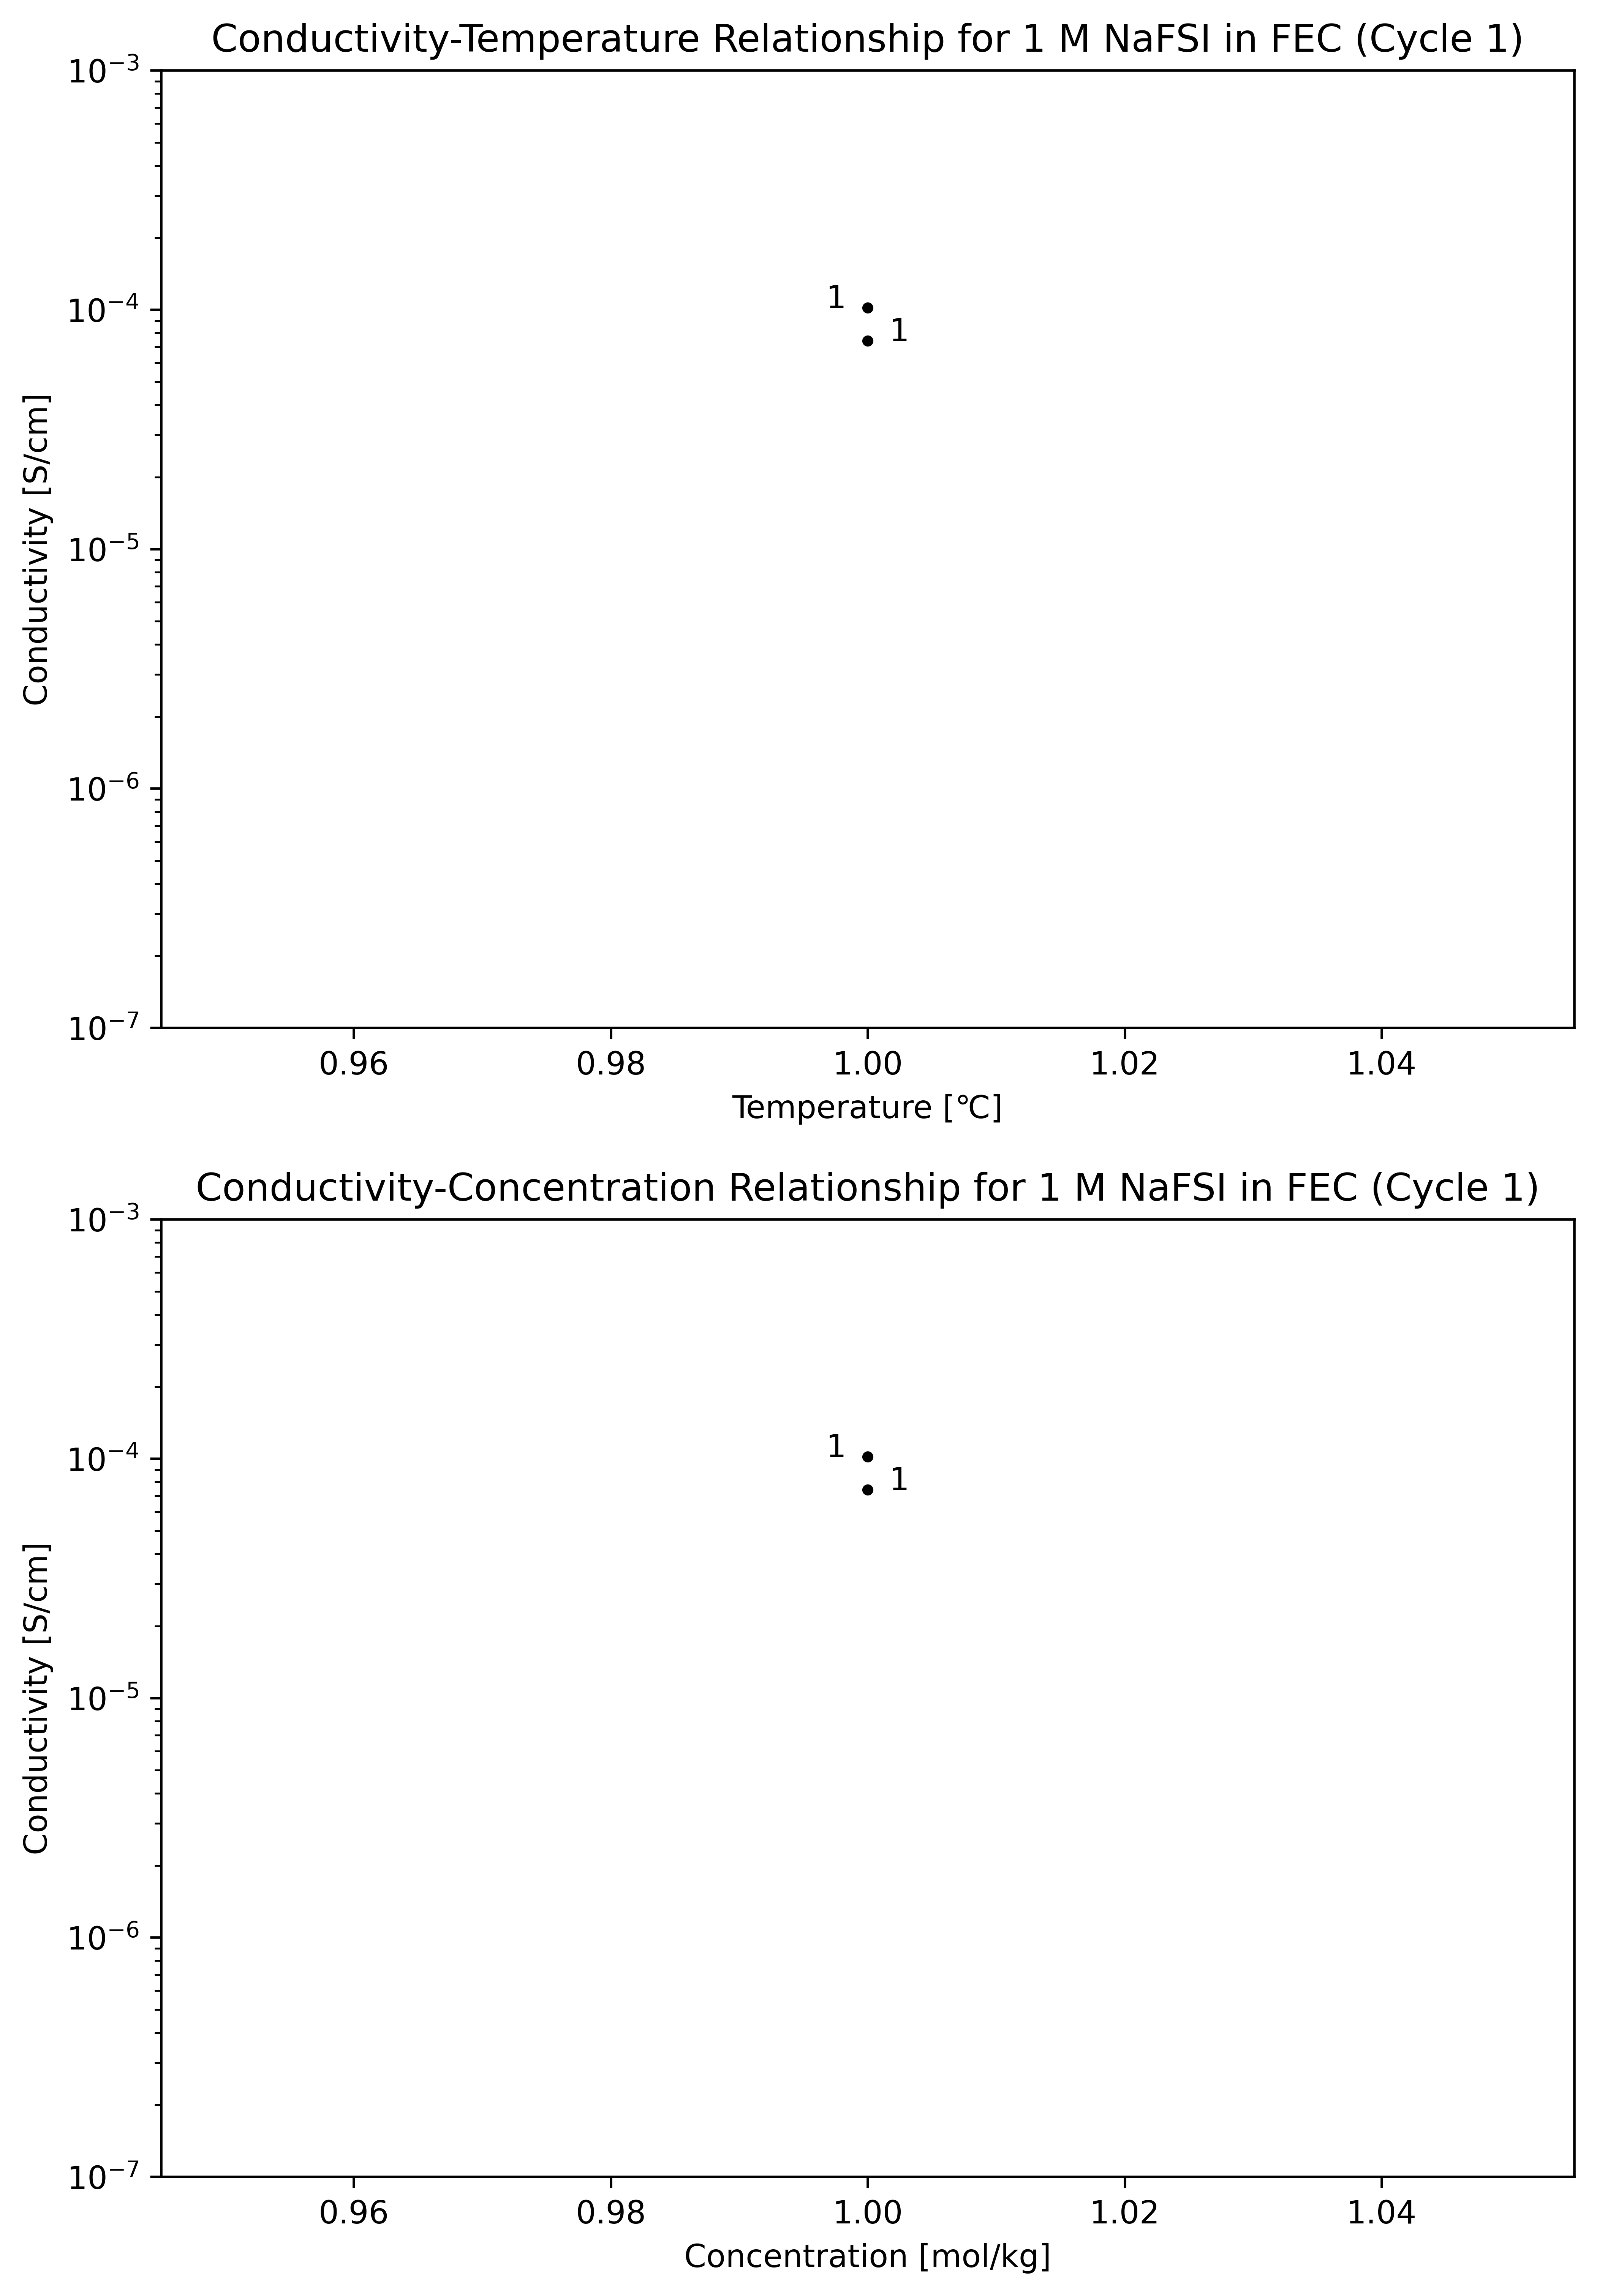 Conductivity-Temperature Relationship for 1 M NaFSI in FEC (Cycle 1)
10⁻³
10⁻⁴
10⁻⁵
10⁻⁶
10⁻⁷
Conductivity [S/cm]
1
1
0.96 0.98 1.00 1.02 1.04
Temperature [℃]
Conductivity-Concentration Relationship for 1 M NaFSI in FEC (Cycle 1)
10⁻³
10⁻⁴
10⁻⁵
10⁻⁶
10⁻⁷
Conductivity [S/cm]
1
1
0.96 0.98 1.00 1.02 1.04
Concentration [mol/kg]